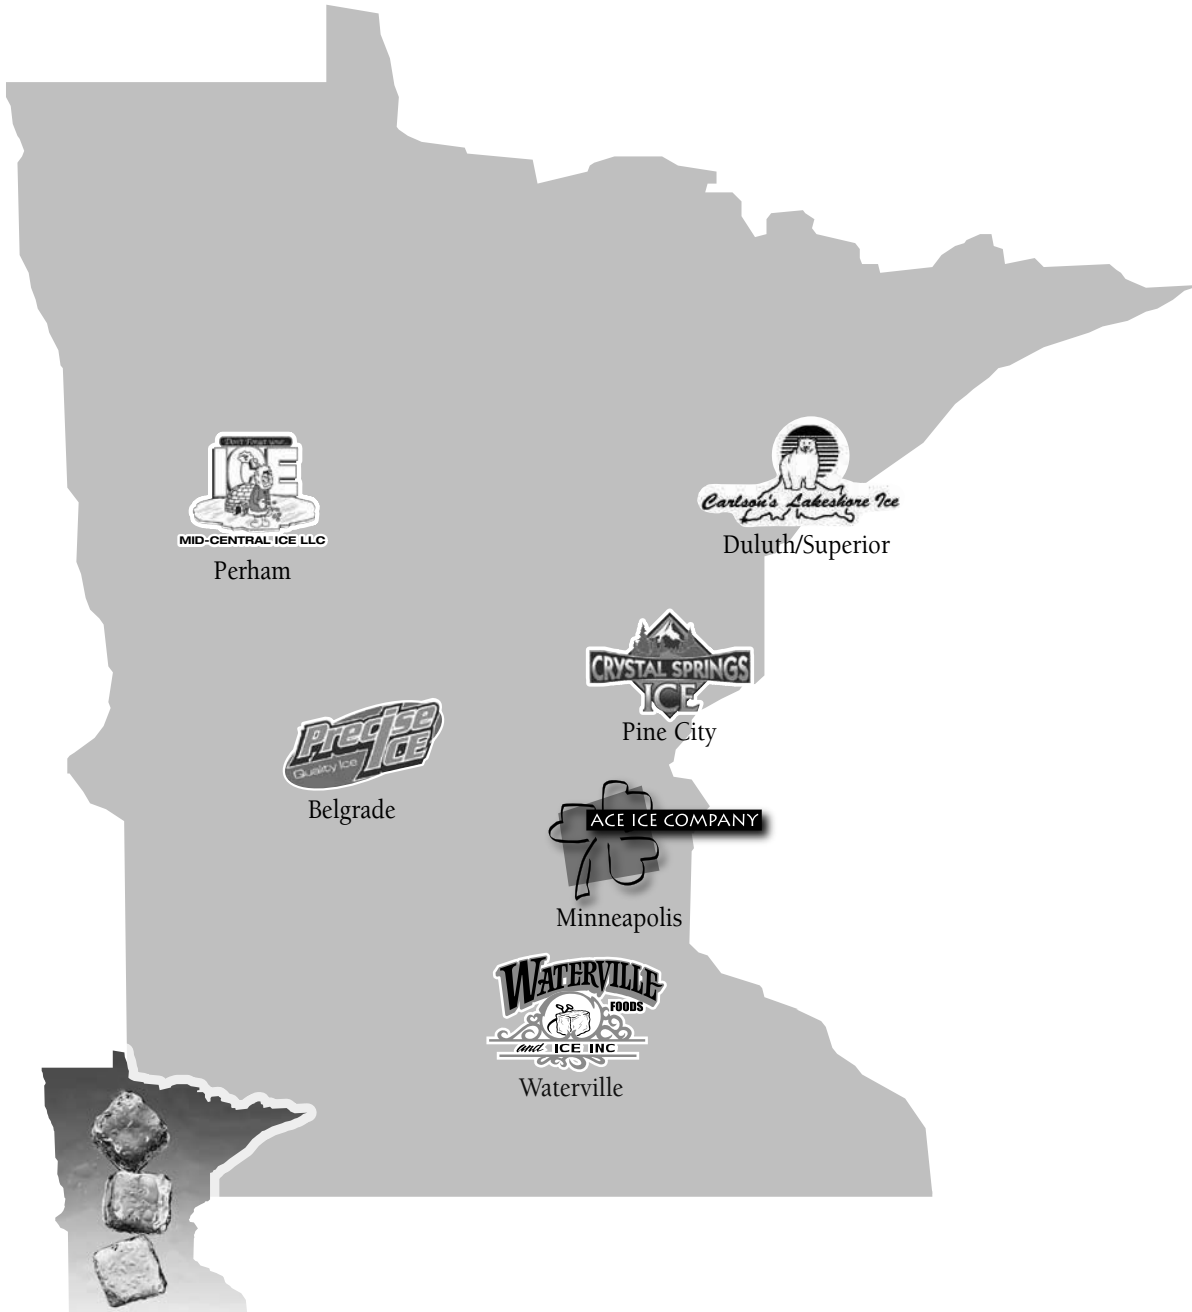 Don't Forget your...
ICE
MID-CENTRAL ICE LLC
Perham
Carlson's Lakeshore Ice
Duluth/Superior
CRYSTAL SPRINGS
ICE
Pine City
Precise
ICE
Quality Ice
Belgrade
ACE ICE COMPANY
Minneapolis
WATERVILLE
FOODS
and ICE INC
Waterville